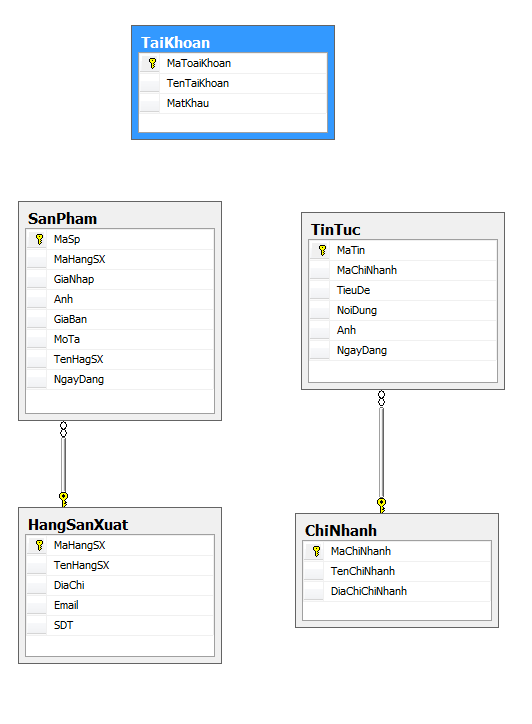 TaiKhoan
MaToaiKhoan
TenTaiKhoan
MatKhau
SanPham
MaSp
MaHangSX
GiaNhap
Anh
GiaBan
MoTa
TenHagSX
NgayDang
TinTuc
MaTin
MaChiNhanh
TieuDe
NoiDung
Anh
NgayDang
HangSanXuat
MaHangSX
TenHangSX
DiaChi
Email
SDT
ChiNhanh
MaChiNhanh
TenChiNhanh
DiaChiChiNhanh